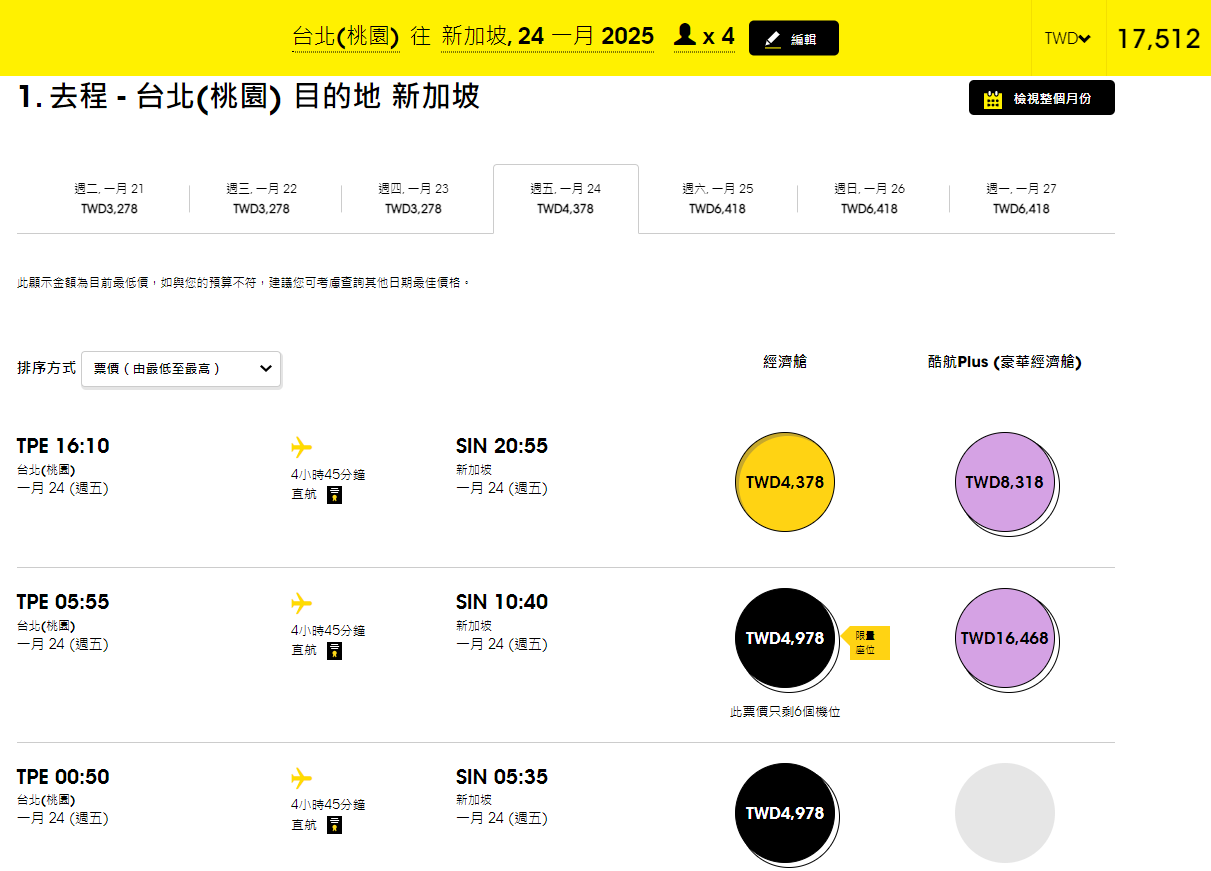 台北(桃園) 往 新加坡, 24 一月 2025 x 4 編輯 TWD 17,512
1. 去程 - 台北(桃園) 目的地 新加坡
檢視整個月份
週二, 一月 21 週三, 一月 22 週四, 一月 23 週五, 一月 24 週六, 一月 25 週日, 一月 26 週一, 一月 27
TWD3,278 TWD3,278 TWD3,278 TWD4,378 TWD6,418 TWD6,418 TWD6,418
此顯示金額為目前最低價，如與您的預算不符，建議您可考慮查詢其他日期最佳價格。
排序方式 票價 ( 由最低至最高 ) 經濟艙 酷航Plus (豪華經濟艙)
TPE 16:10 SIN 20:55
台北(桃園) 4小時45分鐘 新加坡
一月 24 (週五) 直航 一月 24 (週五)
TWD4,378 TWD8,318
TPE 05:55 SIN 10:40
台北(桃園) 4小時45分鐘 新加坡
一月 24 (週五) 直航 一月 24 (週五)
TWD4,978 限量 TWD16,468
座位
此票價只剩6個機位
TPE 00:50 SIN 05:35
台北(桃園) 4小時45分鐘 新加坡
一月 24 (週五) 直航 一月 24 (週五)
TWD4,978